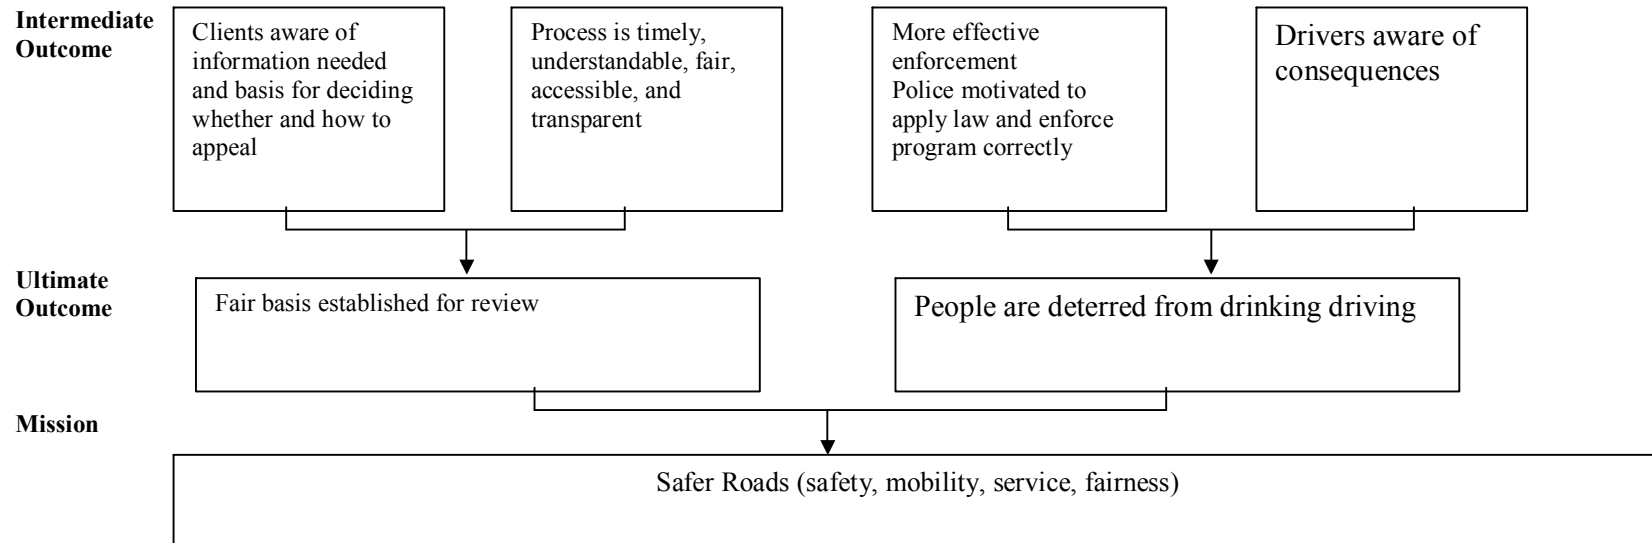 Intermediate
Outcome
Clients aware of
information needed
and basis for deciding
whether and how to
appeal
Process is timely,
understandable, fair,
accessible, and
transparent
More effective
enforcement
Police motivated to
apply law and enforce
program correctly
Drivers aware of
consequences
Ultimate
Outcome
Fair basis established for review
People are deterred from drinking driving
Mission
Safer Roads (safety, mobility, service, fairness)